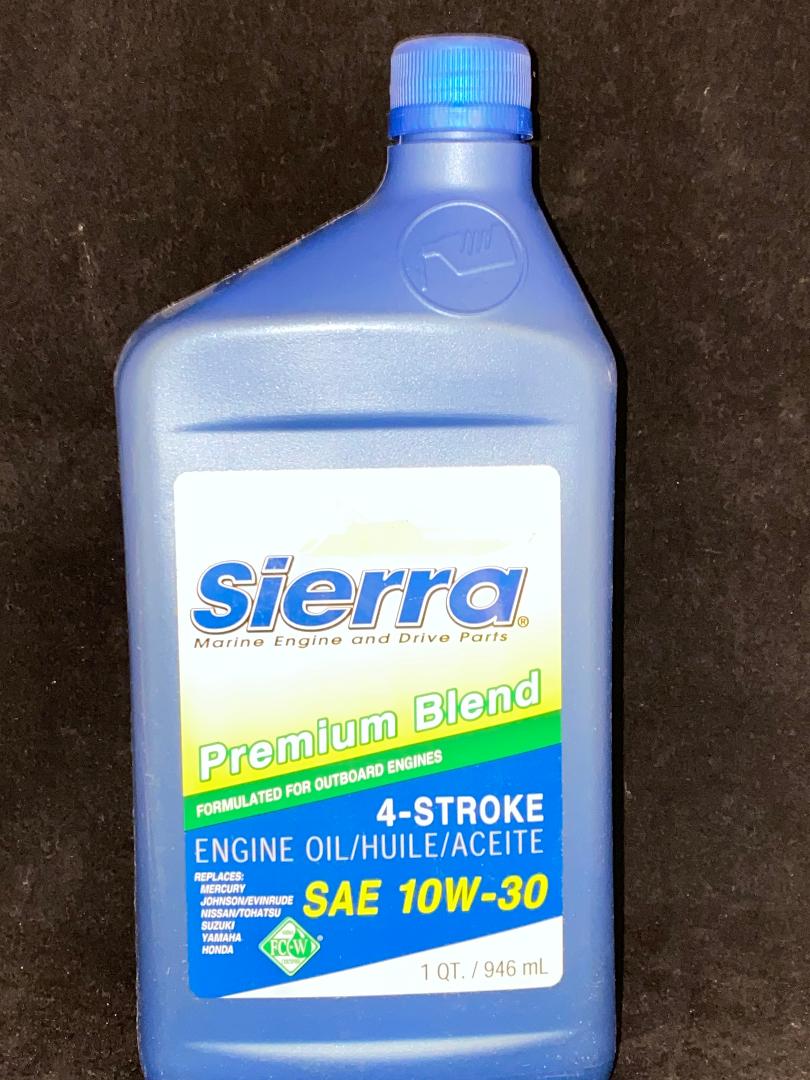 Sierra®
Marine Engine and Drive Parts
Premium Blend
FORMULATED FOR OUTBOARD ENGINES
4-STROKE
ENGINE OIL/HUILE/ACEITE
REPLACES:
MERCURY
JOHNSON/EVINRUDE
NISSAN/TOHATSU
SUZUKI
YAMAHA
HONDA
SAE 10W-30
FC-W
CERTIFIED
1 QT. / 946 mL